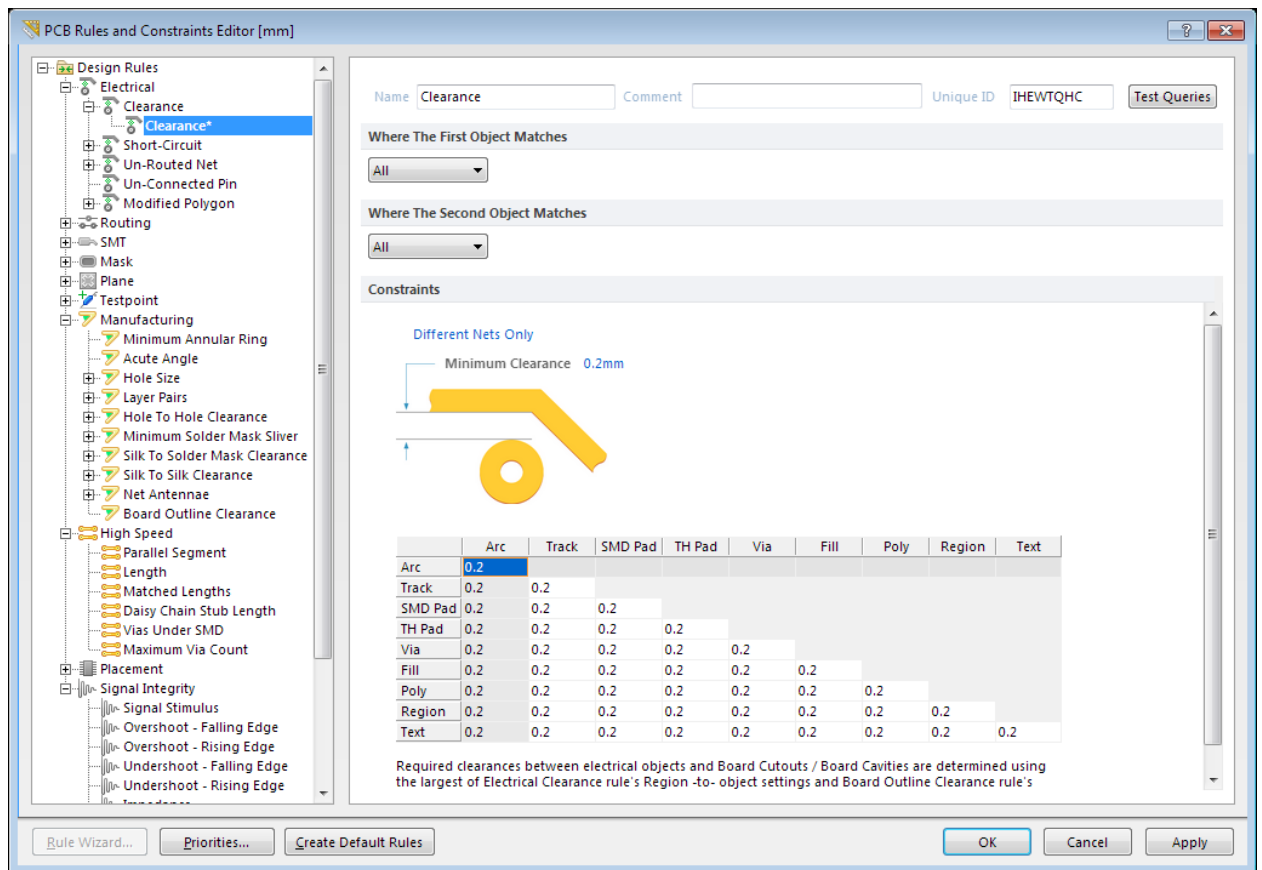 PCB Rules and Constraints Editor [mm]
Design Rules
Electrical
Clearance
Clearance*
Short-Circuit
Un-Routed Net
Un-Connected Pin
Modified Polygon
Routing
SMT
Mask
Plane
Testpoint
Manufacturing
Minimum Annular Ring
Acute Angle
Hole Size
Layer Pairs
Hole To Hole Clearance
Minimum Solder Mask Sliver
Silk To Solder Mask Clearance
Silk To Silk Clearance
Net Antennae
Board Outline Clearance
High Speed
Parallel Segment
Length
Matched Lengths
Daisy Chain Stub Length
Vias Under SMD
Maximum Via Count
Placement
Signal Integrity
Signal Stimulus
Overshoot - Falling Edge
Overshoot - Rising Edge
Undershoot - Falling Edge
Undershoot - Rising Edge
Name Clearance Comment Unique ID IHEWTQHC Test Queries
Where The First Object Matches
All
Where The Second Object Matches
All
Constraints
Different Nets Only
Minimum Clearance 0.2mm
Arc Track SMD Pad TH Pad Via Fill Poly Region Text
Arc 0.2
Track 0.2 0.2
SMD Pad 0.2 0.2 0.2
TH Pad 0.2 0.2 0.2 0.2
Via 0.2 0.2 0.2 0.2 0.2
Fill 0.2 0.2 0.2 0.2 0.2 0.2
Poly 0.2 0.2 0.2 0.2 0.2 0.2 0.2
Region 0.2 0.2 0.2 0.2 0.2 0.2 0.2 0.2
Text 0.2 0.2 0.2 0.2 0.2 0.2 0.2 0.2 0.2
Required clearances between electrical objects and Board Cutouts / Board Cavities are determined using
the largest of Electrical Clearance rule's Region -to- object settings and Board Outline Clearance rule's
Rule Wizard... Priorities... Create Default Rules OK Cancel Apply